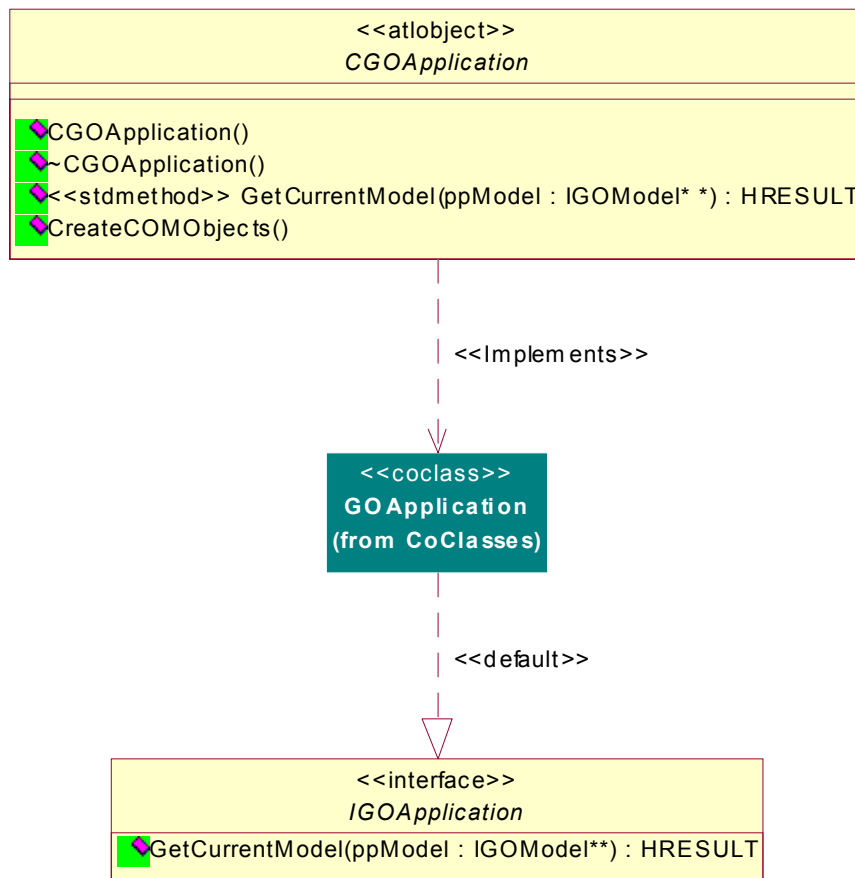 <<atlobject>>
CGOApplication
CGOApplication()
~CGOApplication()
<<stdmethod>> GetCurrentModel(ppModel : IGOModel* *) : HRESULT
CreateCOMObjects()
<<Implements>>
<<coclass>>
GOApplication
(from CoClasses)
<<default>>
<<interface>>
IGOApplication
GetCurrentModel(ppModel : IGOModel**) : HRESULT